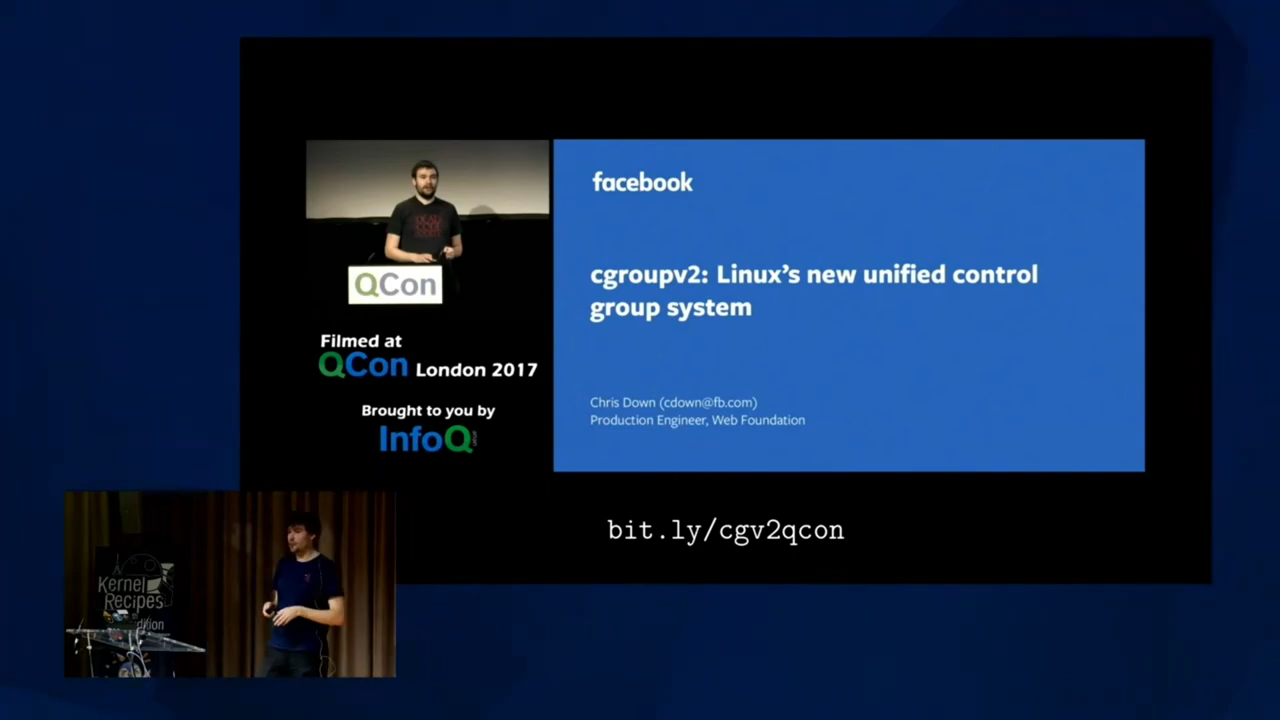 facebook
cgroupv2: Linux's new unified control
group system
Chris Down (cdown@fb.com)
Production Engineer, Web Foundation
QCon
Filmed at
QCon London 2017
Brought to you by
InfoQ
bit.ly/cgv2qcon
Kernel
Recipes
dition